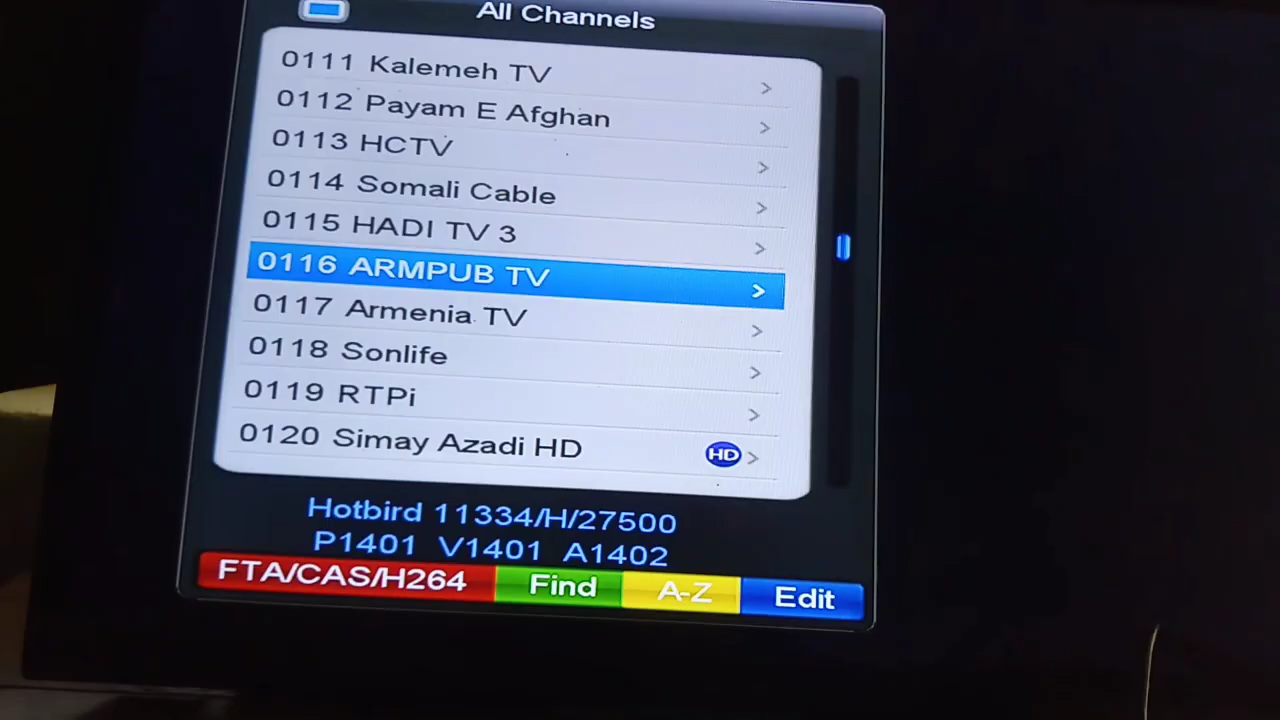 All Channels
0111 Kalemeh TV
0112 Payam E Afghan
0113 HCTV
0114 Somali Cable
0115 HADI TV 3
0116 ARMPUB TV
0117 Armenia TV
0118 Sonlife
0119 RTPi
0120 Simay Azadi HD HD
Hotbird 11334/H/27500
P1401 V1401 A1402
FTA/CAS/H264 Find A-Z Edit